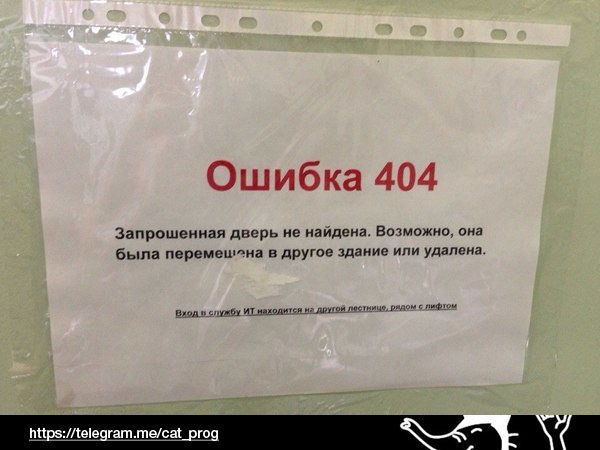 Ошибка 404
Запрошенная дверь не найдена. Возможно, она
была перемещена в другое здание или удалена.
Вход в службу ИТ находится на другой лестнице, рядом с лифтом
https://telegram.me/cat_prog